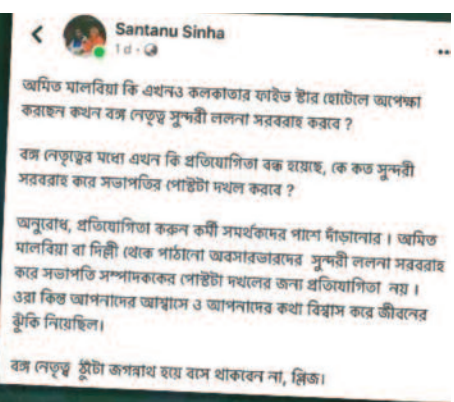 Santanu Sinha
1 d
অমিত মালবিয়া কি এখনও কলকাতার ফাইভ ষ্টার হোটেলে অপেক্ষা
করছেন কখন বঙ্গ নেতৃত্ব সুন্দরী ললনা সরবরাহ করবে ?
বঙ্গ নেতৃত্বের মধ্যে এখন কি প্রতিযোগিতা বন্ধ হয়েছে, কে কত সুন্দরী
সরবরাহ করে সভাপতির পোষ্টটা দখল করবে ?
অনুরোধ, প্রতিযোগিতা করুন কর্মী সমর্থকদের পাশে দাঁড়ানোর । অমিত
মালবিয়া বা দিল্লী থেকে পাঠানো অবসারভারদের সুন্দরী ললনা সরবরাহ
করে সভাপতি সম্পাদককের পোষ্টটা দখলের জন্য প্রতিযোগিতা নয় ।
ওরা কিন্তু আপনাদের আশ্বাসে ও আপনাদের কথা বিশ্বাস করে জীবনের
ঝুঁকি নিয়েছিল।
বঙ্গ নেতৃত্ব ঠুঁটো জগন্নাথ হয়ে বসে থাকবেন না, প্লিজ।